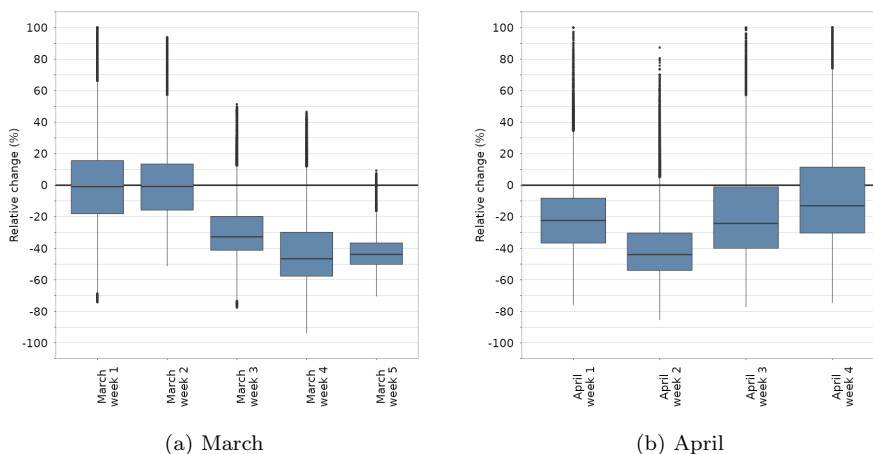 Relative change (%)
100
80
60
40
20
0
-20
-40
-60
-80
-100
March
week 1
March
week 2
March
week 3
March
week 4
March
week 5
(a) March
Relative change (%)
100
80
60
40
20
0
-20
-40
-60
-80
-100
April
week 1
April
week 2
April
week 3
April
week 4
(b) April